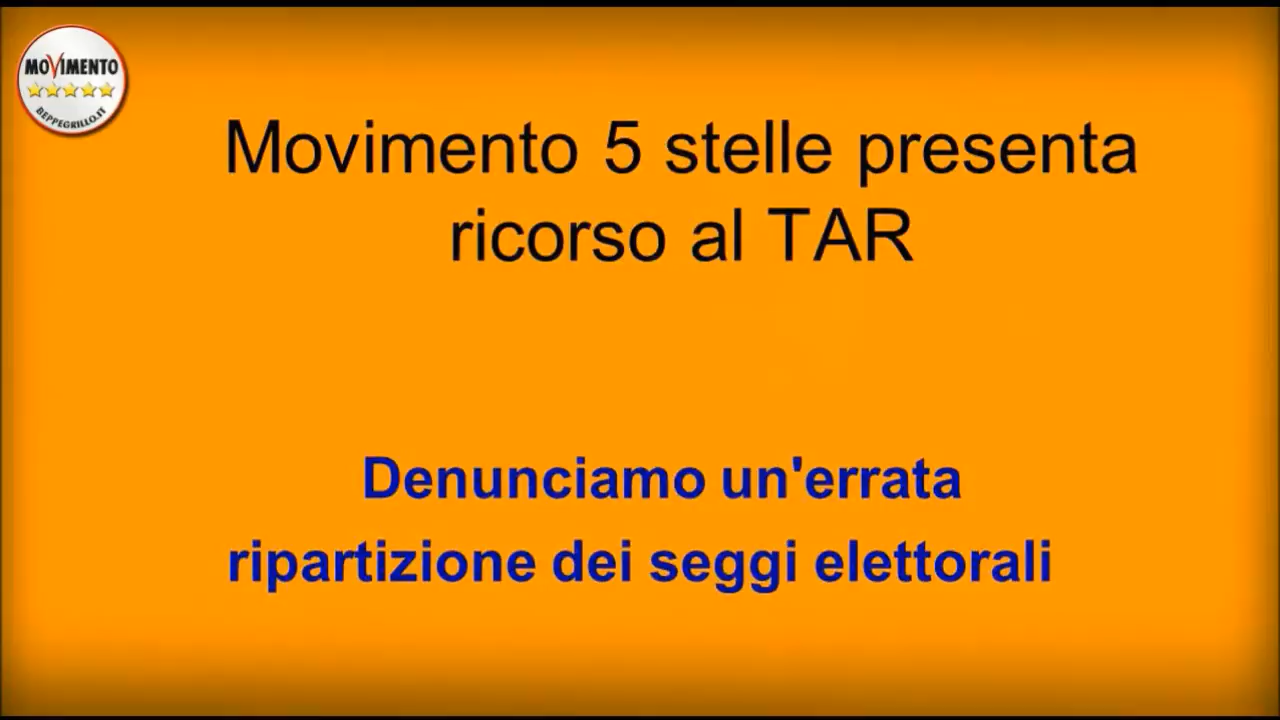 MOVIMENTO
BEPPEGRILLO.IT
Movimento 5 stelle presenta
ricorso al TAR
Denunciamo un'errata
ripartizione dei seggi elettorali